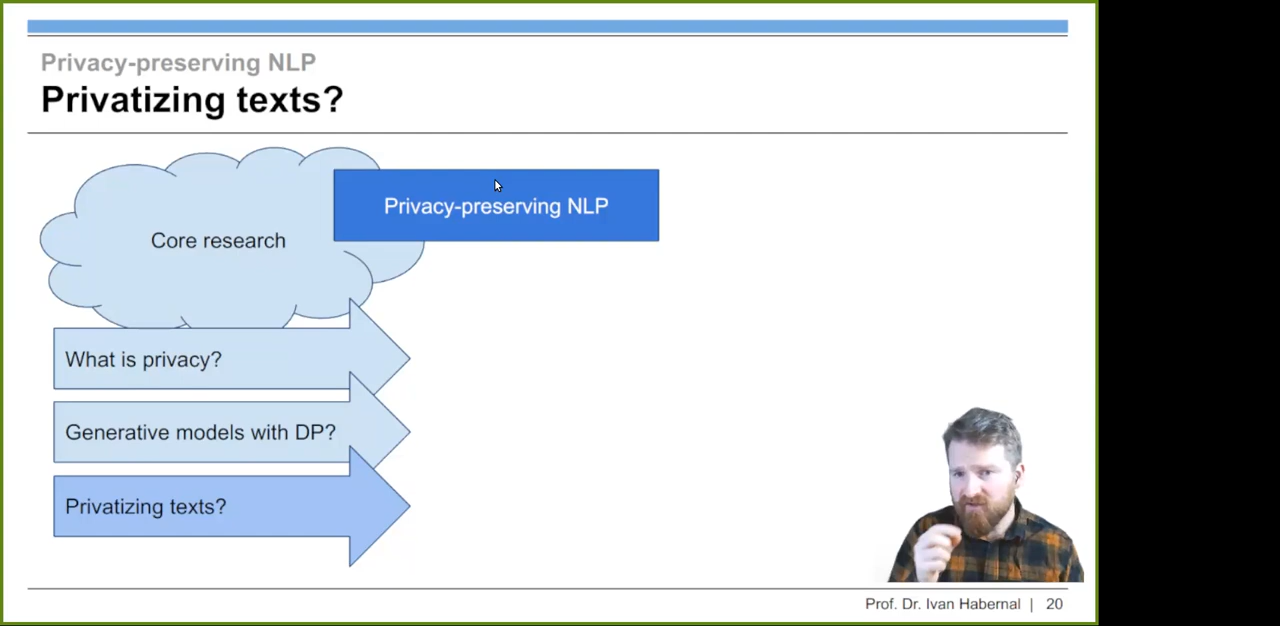 Privacy-preserving NLP
Privatizing texts?
Privacy-preserving NLP
Core research
What is privacy?
Generative models with DP?
Privatizing texts?
Prof. Dr. Ivan Habernal | 20